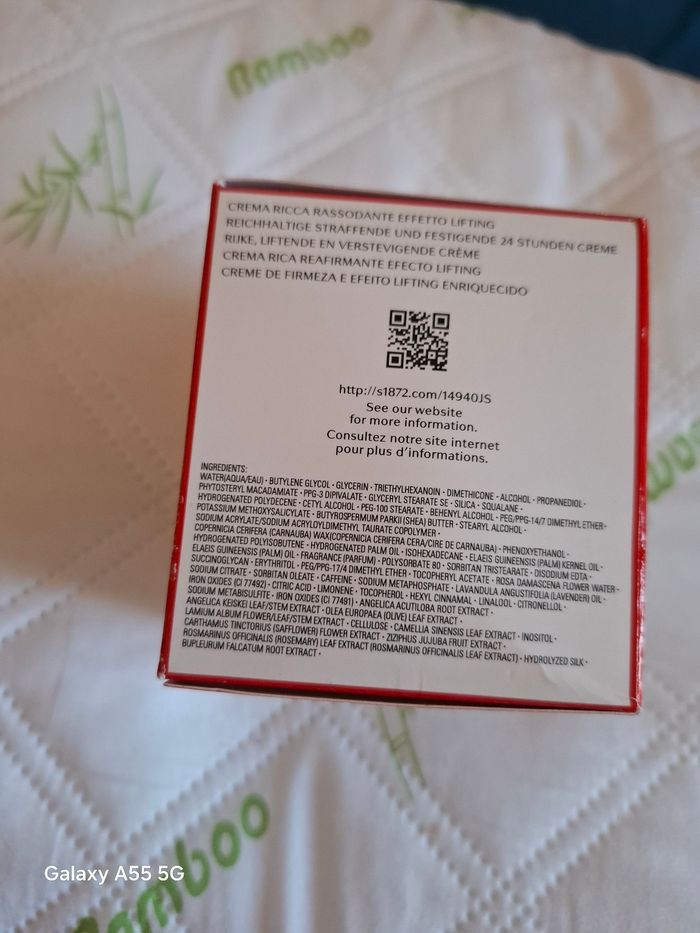 Bamboo
CREMA RICCA RASSODANTE EFFETTO LIFTING
REICHHALTIGE STRAFFENDE UND FESTIGENDE 24 STUNDEN CREME
RIJKE, LIFTENDE EN VERSTEVIGENDE CRÈME
CREMA RICA REAFIRMANTE EFECTO LIFTING
CREME DE FIRMEZA E EFEITO LIFTING ENRIQUECIDO
http://s1872.com/14940JS
See our website
for more information.
Consultez notre site internet
pour plus d'informations.
INGREDIENTS:
WATER(AQUA/EAU)・BUTYLENE GLYCOL・GLYCERIN・TRIETHYLHEXANOIN・DIMETHICONE・ALCOHOL・PROPANEDIOL・
PHYTOSTERYL MACADAMIATE・PPG-3 DIPIVALATE・GLYCERYL STEARATE SE・SILICA・SQUALANE・
HYDROGENATED POLYDECENE・CETYL ALCOHOL・PEG-100 STEARATE・BEHENYL ALCOHOL・PEG/PPG-14/7 DIMETHYL ETHER・
POTASSIUM METHOXYSALICYLATE・BUTYROSPERMUM PARKII (SHEA) BUTTER・STEARYL ALCOHOL・
SODIUM ACRYLATE/SODIUM ACRYLOYLDIMETHYL TAURATE COPOLYMER・
COPERNICIA CERIFERA (CARNAUBA) WAX(COPERNICIA CERIFERA CERA/CIRE DE CARNAUBA)・PHENOXYETHANOL・
HYDROGENATED POLYISOBUTENE・HYDROGENATED PALM OIL・ISOHEXADECANE・ELAEIS GUINEENSIS (PALM) KERNEL OIL・
ELAEIS GUINEENSIS (PALM) OIL・FRAGRANCE (PARFUM)・POLYSORBATE 80・SORBITAN TRISTEARATE・DISODIUM EDTA・
SUCCINOGLYCAN・ERYTHRITOL・PEG/PPG-17/4 DIMETHYL ETHER・TOCOPHERYL ACETATE・ROSA DAMASCENA FLOWER WATER・
SODIUM CITRATE・SORBITAN OLEATE・CAFFEINE・SODIUM METAPHOSPHATE・LAVANDULA ANGUSTIFOLIA (LAVENDER) OIL・
IRON OXIDES (CI 77492)・CITRIC ACID・LIMONENE・TOCOPHEROL・HEXYL CINNAMAL・LINALOOL・CITRONELLOL・
SODIUM METABISULFITE・IRON OXIDES (CI 77491)・ANGELICA ACUTILOBA ROOT EXTRACT・
ANGELICA KEISKEI LEAF/STEM EXTRACT・OLEA EUROPAEA (OLIVE) LEAF EXTRACT・
LAMIUM ALBUM FLOWER/LEAF/STEM EXTRACT・CELLULOSE・CAMELLIA SINENSIS LEAF EXTRACT・INOSITOL・
CARTHAMUS TINCTORIUS (SAFFLOWER) FLOWER EXTRACT・ZIZIPHUS JUJUBA FRUIT EXTRACT・
ROSMARINUS OFFICINALIS (ROSEMARY) LEAF EXTRACT (ROSMARINUS OFFICINALIS LEAF EXTRACT)・HYDROLYZED SILK・
BUPLEURUM FALCATUM ROOT EXTRACT・
Bamboo
Galaxy A55 5G